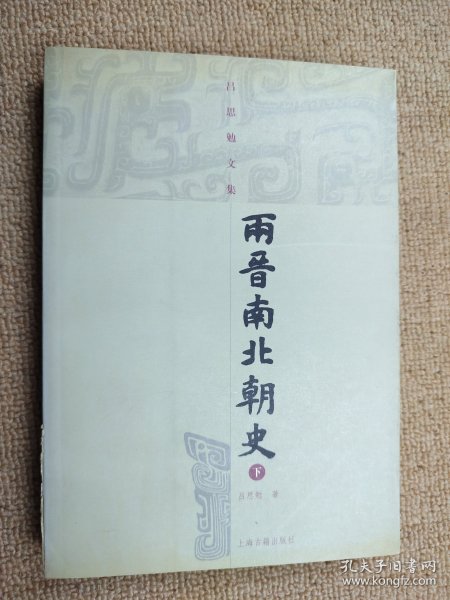 吕思勉文集
兩晋南北朝史
下
吕思勉 著
上海古籍出版社
孔夫子旧书网
www.kongfz.com